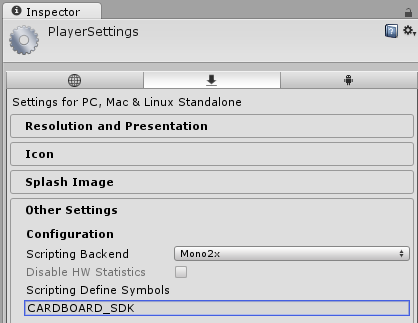 Inspector
PlayerSettings
Settings for PC, Mac & Linux Standalone
Resolution and Presentation
Icon
Splash Image
Other Settings
Configuration
Scripting Backend Mono2x
Disable HW Statistics
Scripting Define Symbols
CARDBOARD_SDK